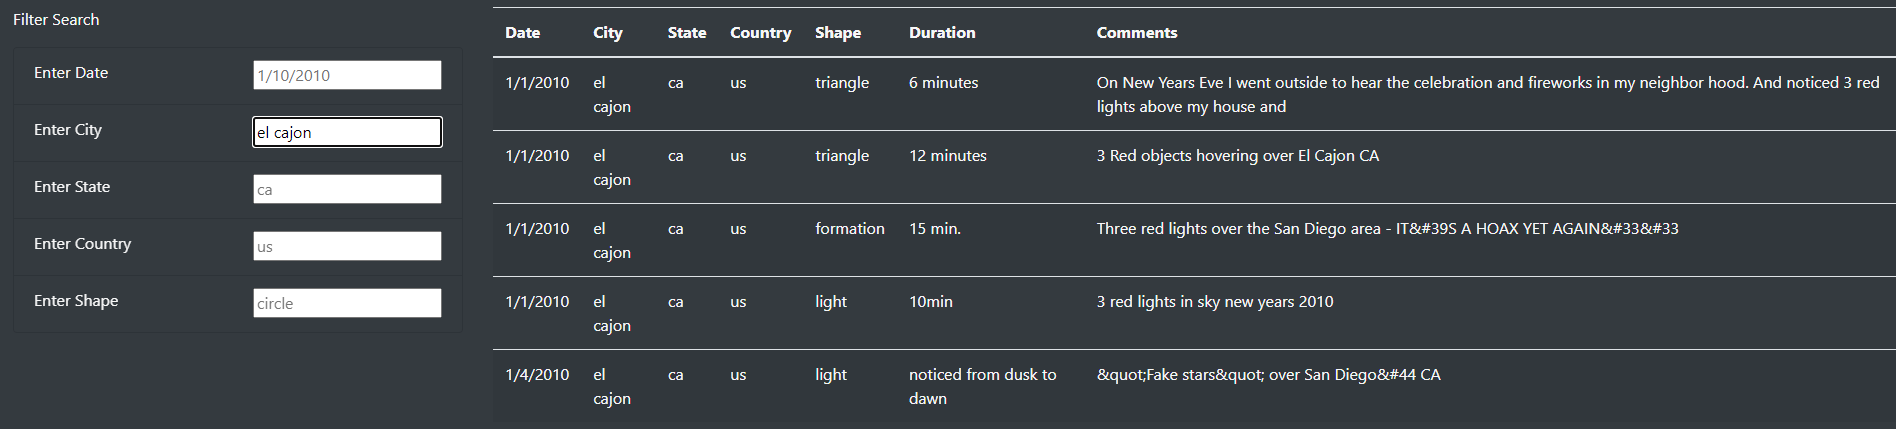 Filter Search
Enter Date
1/10/2010
Enter City
el cajon
Enter State
ca
Enter Country
us
Enter Shape
circle
Date City State Country Shape Duration Comments
1/1/2010 el ca us triangle 6 minutes On New Years Eve I went outside to hear the celebration and fireworks in my neighbor hood. And noticed 3 red
cajon lights above my house and
1/1/2010 el ca us triangle 12 minutes 3 Red objects hovering over El Cajon CA
cajon
1/1/2010 el ca us formation 15 min. Three red lights over the San Diego area - IT&#39S A HOAX YET AGAIN&#33&#33
cajon
1/1/2010 el ca us light 10min 3 red lights in sky new years 2010
cajon
1/4/2010 el ca us light noticed from dusk to &quot;Fake stars&quot; over San Diego&#44 CA
cajon dawn